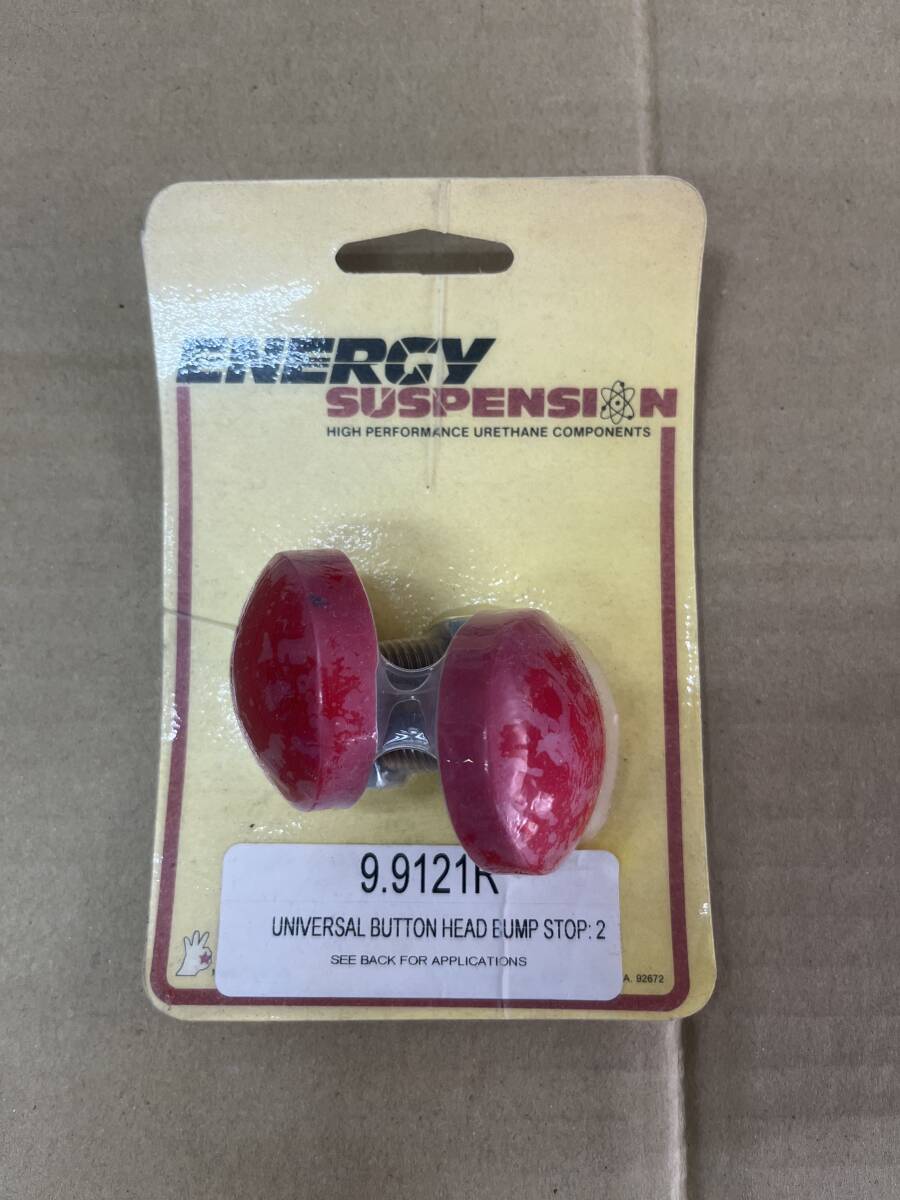 ENERGY
SUSPENSION
HIGH PERFORMANCE URETHANE COMPONENTS
9.9121R
UNIVERSAL BUTTON HEAD BUMP STOP: 2
SEE BACK FOR APPLICATIONS
A. 92672